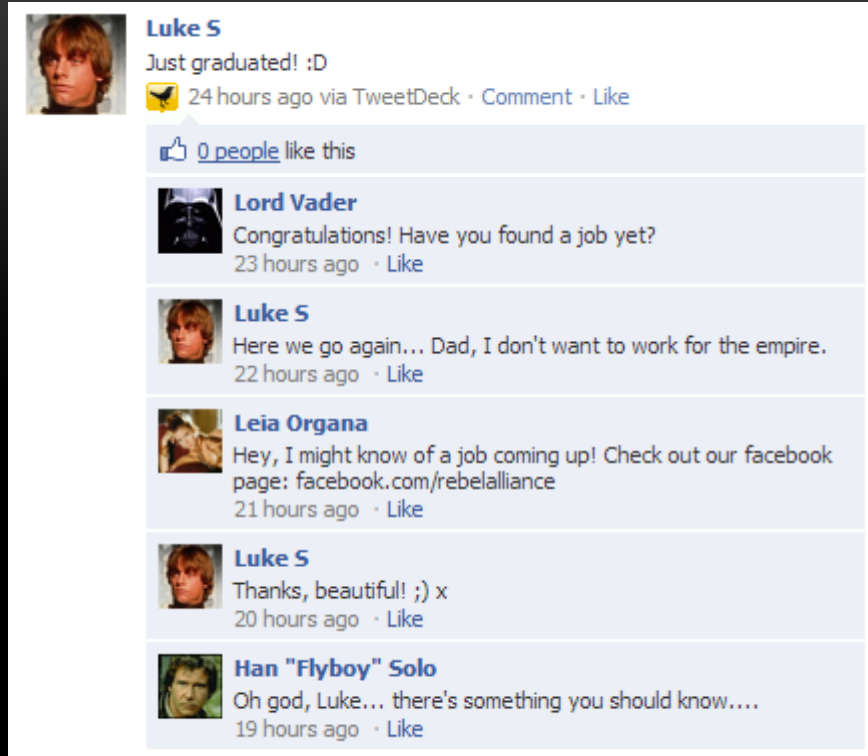 Luke S
Just graduated! :D
24 hours ago via TweetDeck · Comment · Like
0 people like this
Lord Vader
Congratulations! Have you found a job yet?
23 hours ago · Like
Luke S
Here we go again... Dad, I don't want to work for the empire.
22 hours ago · Like
Leia Organa
Hey, I might know of a job coming up! Check out our facebook
page: facebook.com/rebelalliance
21 hours ago · Like
Luke S
Thanks, beautiful! ;) x
20 hours ago · Like
Han "Flyboy" Solo
Oh god, Luke... there's something you should know....
19 hours ago · Like